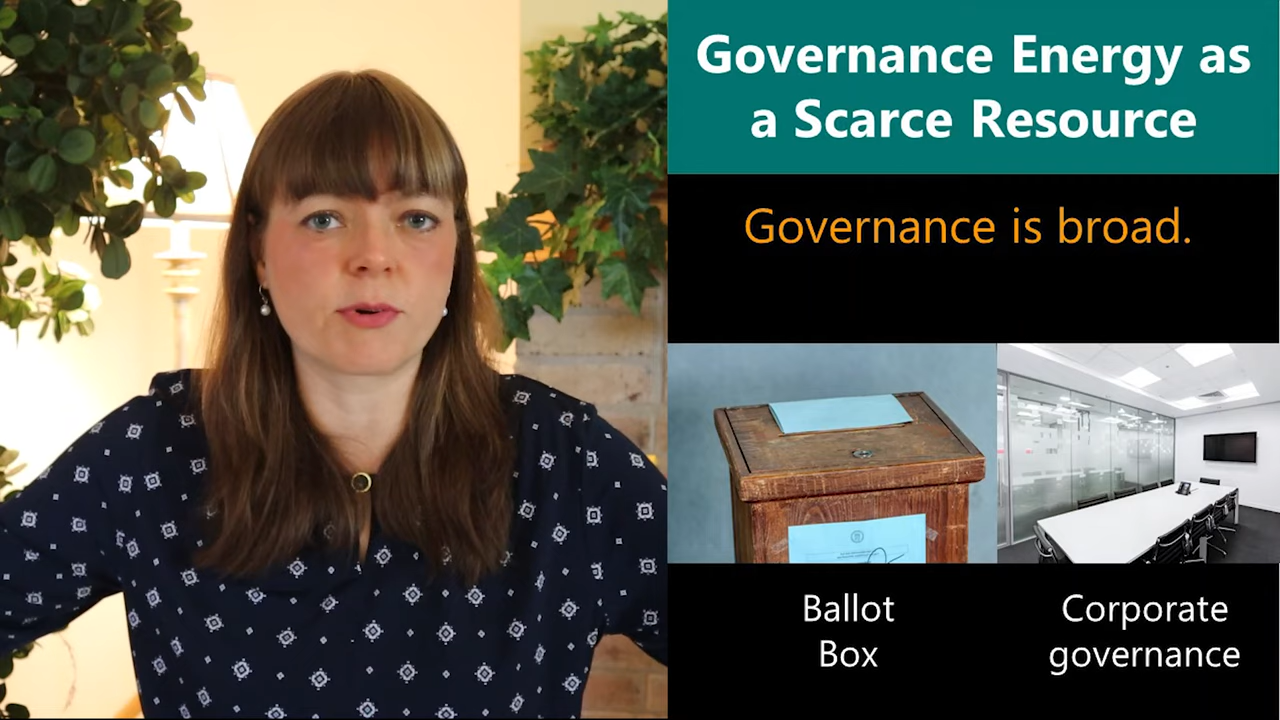 Governance Energy as
a Scarce Resource
Governance is broad.
Ballot
Box
Corporate
governance